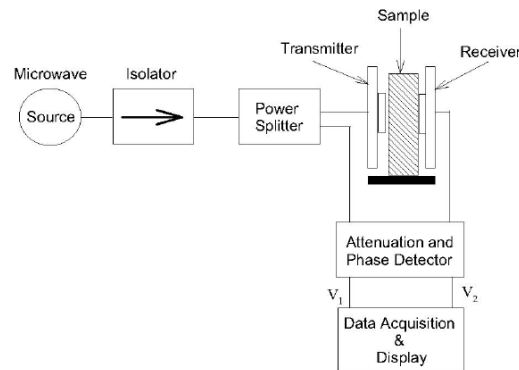 Sample
Transmitter
Receiver
Microwave
Isolator
Source
Power
Splitter
Attenuation and
Phase Detector
V1
V2
Data Acquisition
&
Display